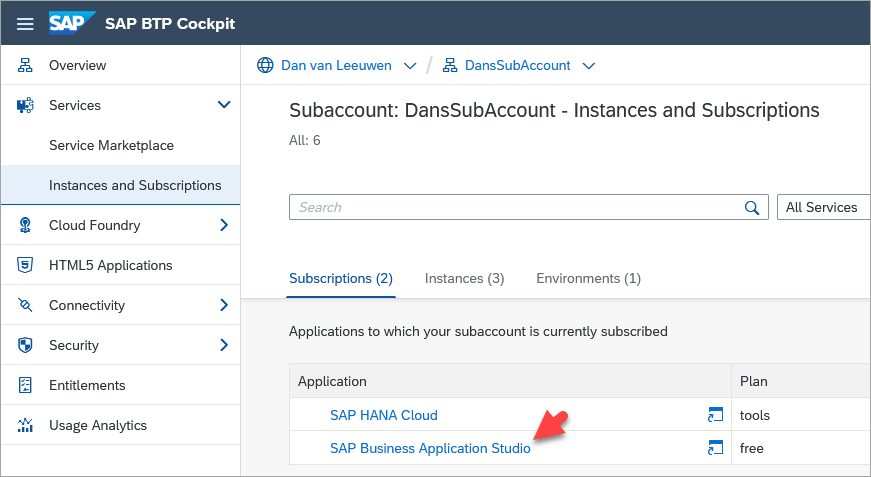 SAP SAP BTP Cockpit
Overview
Services
Service Marketplace
Instances and Subscriptions
Cloud Foundry
5 HTML5 Applications
Connectivity
Security
Entitlements
Usage Analytics
Dan van Leeuwen / DansSubAccount
Subaccount: DansSubAccount - Instances and Subscriptions
All: 6
Search All Services
Subscriptions (2) Instances (3) Environments (1)
Applications to which your subaccount is currently subscribed
Application Plan
SAP HANA Cloud tools
SAP Business Application Studio free